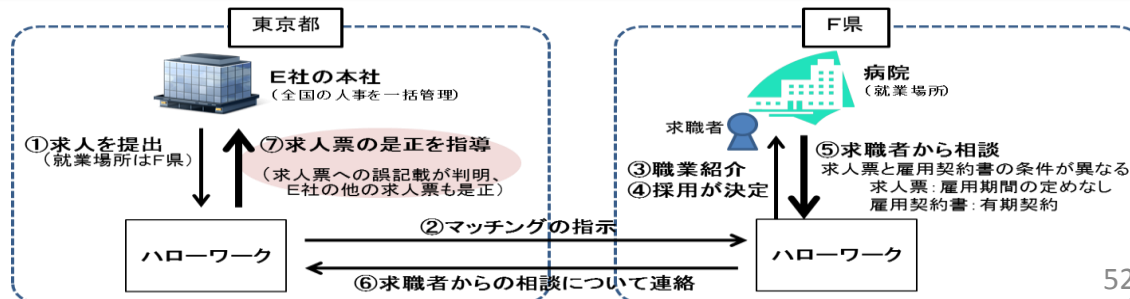 東京都
E社の本社
（全国の人事を一括管理）
①求人を提出
（就業場所はF県）
⑦求人票の是正を指導
（求人票への誤記載が判明、
E社の他の求人票も是正）
ハローワーク
②マッチングの指示
⑥求職者からの相談について連絡
F県
病院
（就業場所）
求職者
③職業紹介
④採用が決定
⑤求職者から相談
求人票と雇用契約書の条件が異なる
求人票：雇用期間の定めなし
雇用契約書：有期契約
ハローワーク
52